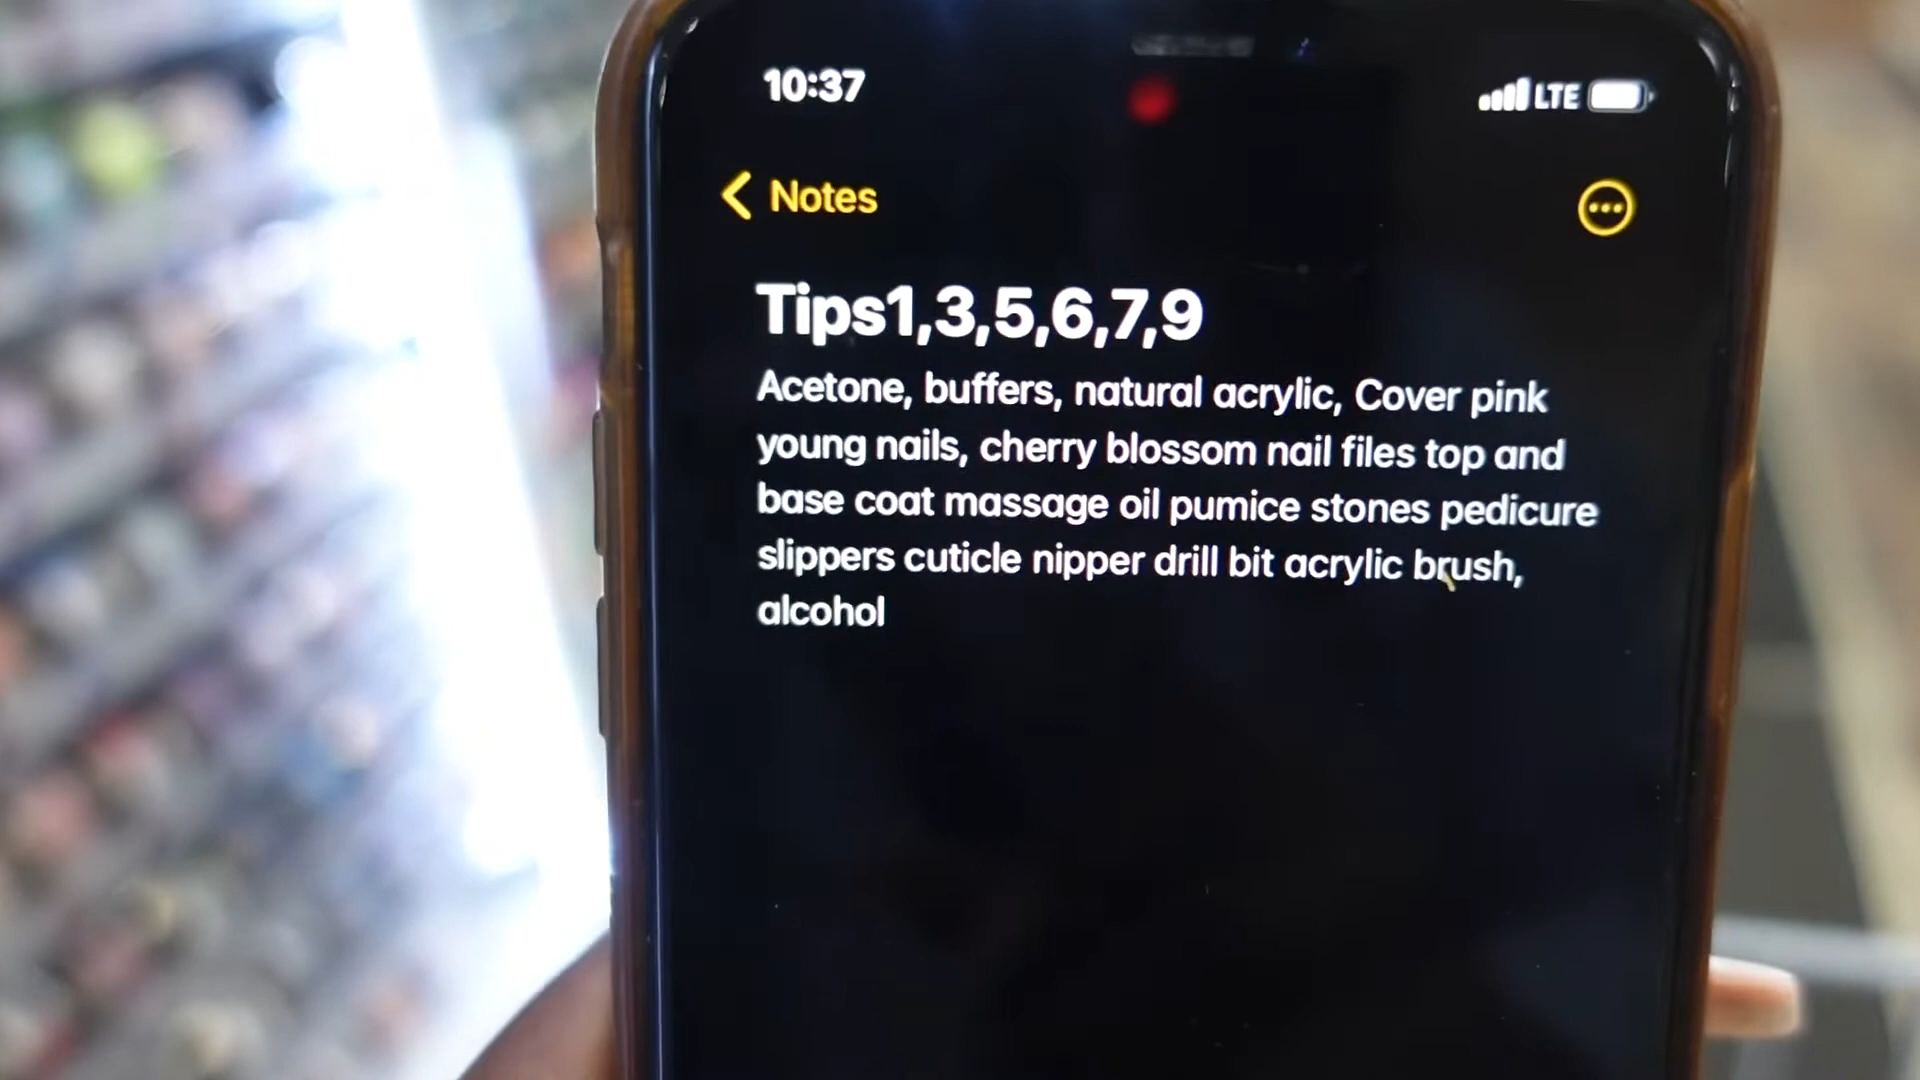 10:37
LTE
Notes
Tips1,3,5,6,7,9
Acetone, buffers, natural acrylic, Cover pink
young nails, cherry blossom nail files top and
base coat massage oil pumice stones pedicure
slippers cuticle nipper drill bit acrylic brush,
alcohol